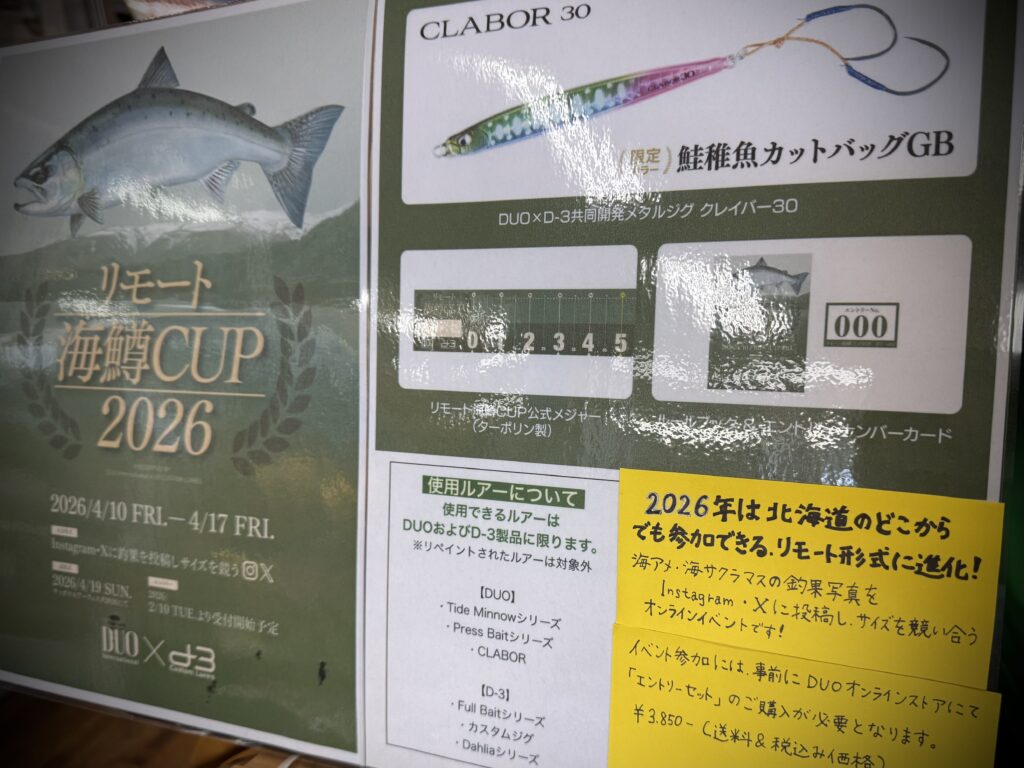 リモート
海鱒CUP
2026
2026/4/10 FRI.－4/17 FRI.
Instagram・Xに釣果を投稿しサイズを競う
2026/4/19 SUN.
2026
2/10 TUE.より受付開始予定
DUO
International
×
d3
Custom Lures
CLABOR 30
CLABOR 30
(限定カラー) 鮭稚魚カットバッグGB
DUO×D-3共同開発メタルジグ クレイバー30
0 1 2 3 4 5
リモート海鱒CUP公式メジャー
(ターポリン製)
エントリーNo.
000
ナンバーカード
使用ルアーについて
使用できるルアーは
DUOおよびD-3製品に限ります。
※リペイントされたルアーは対象外
【DUO】
・Tide Minnowシリーズ
・Press Baitシリーズ
・CLABOR
【D-3】
・Full Baitシリーズ
・カスタムジグ
・Dahliaシリーズ
2026年は北海道のどこから
でも参加できる、リモート形式に進化!
海アメ・海サクラマスの釣果写真を
Instagram・Xに投稿し、サイズを競い合う
オンラインイベントです!
イベント参加には、事前にDUOオンラインストアにて
「エントリーセット」のご購入が必要となります。
¥3.850-(送料&税込み価格)